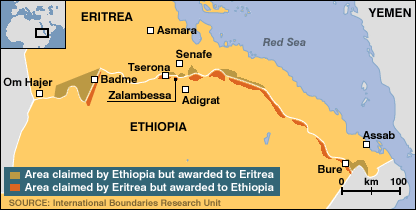 ERITREA
YEMEN
Asmara
Red Sea
Senafe
Tserona
Om Hajer
Badme
Zalambessa
Adigrat
ETHIOPIA
Assab
Bure
Area claimed by Ethiopia but awarded to Eritrea
Area claimed by Eritrea but awarded to Ethiopia
0 km 100
SOURCE: International Boundaries Research Unit